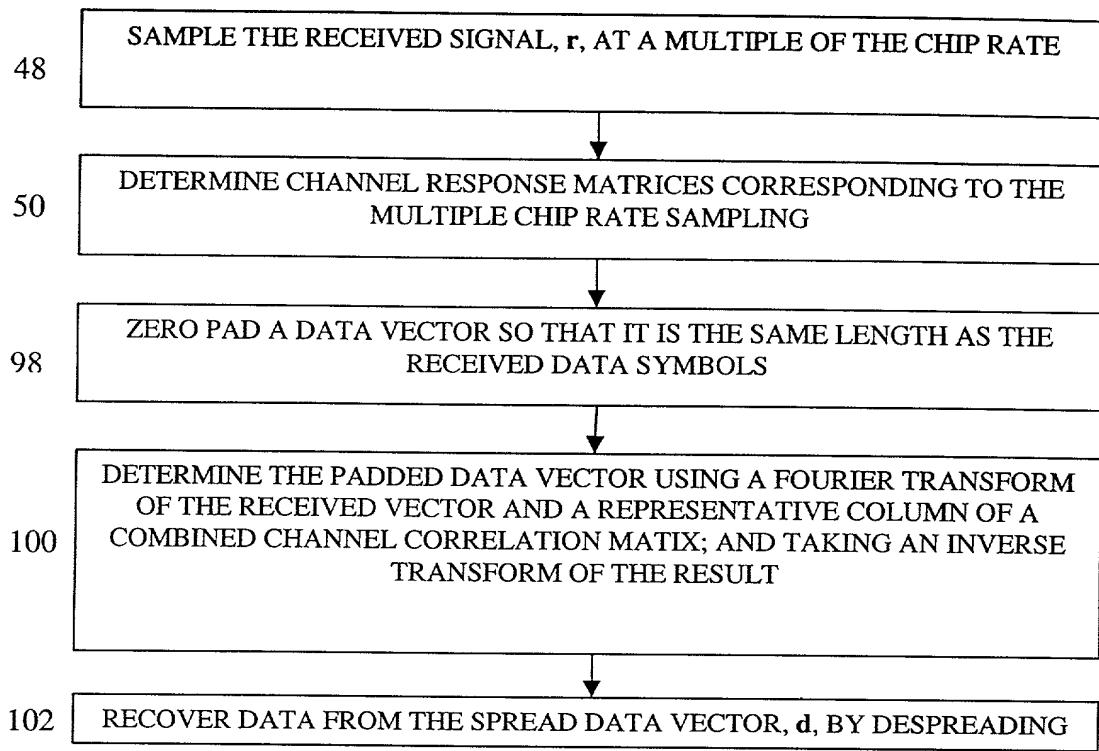 48
SAMPLE THE RECEIVED SIGNAL, r, AT A MULTIPLE OF THE CHIP RATE
50
DETERMINE CHANNEL RESPONSE MATRICES CORRESPONDING TO THE
MULTIPLE CHIP RATE SAMPLING
98
ZERO PAD A DATA VECTOR SO THAT IT IS THE SAME LENGTH AS THE
RECEIVED DATA SYMBOLS
100
DETERMINE THE PADDED DATA VECTOR USING A FOURIER TRANSFORM
OF THE RECEIVED VECTOR AND A REPRESENTATIVE COLUMN OF A
COMBINED CHANNEL CORRELATION MATIX; AND TAKING AN INVERSE
TRANSFORM OF THE RESULT
102
RECOVER DATA FROM THE SPREAD DATA VECTOR, d, BY DESPREADING